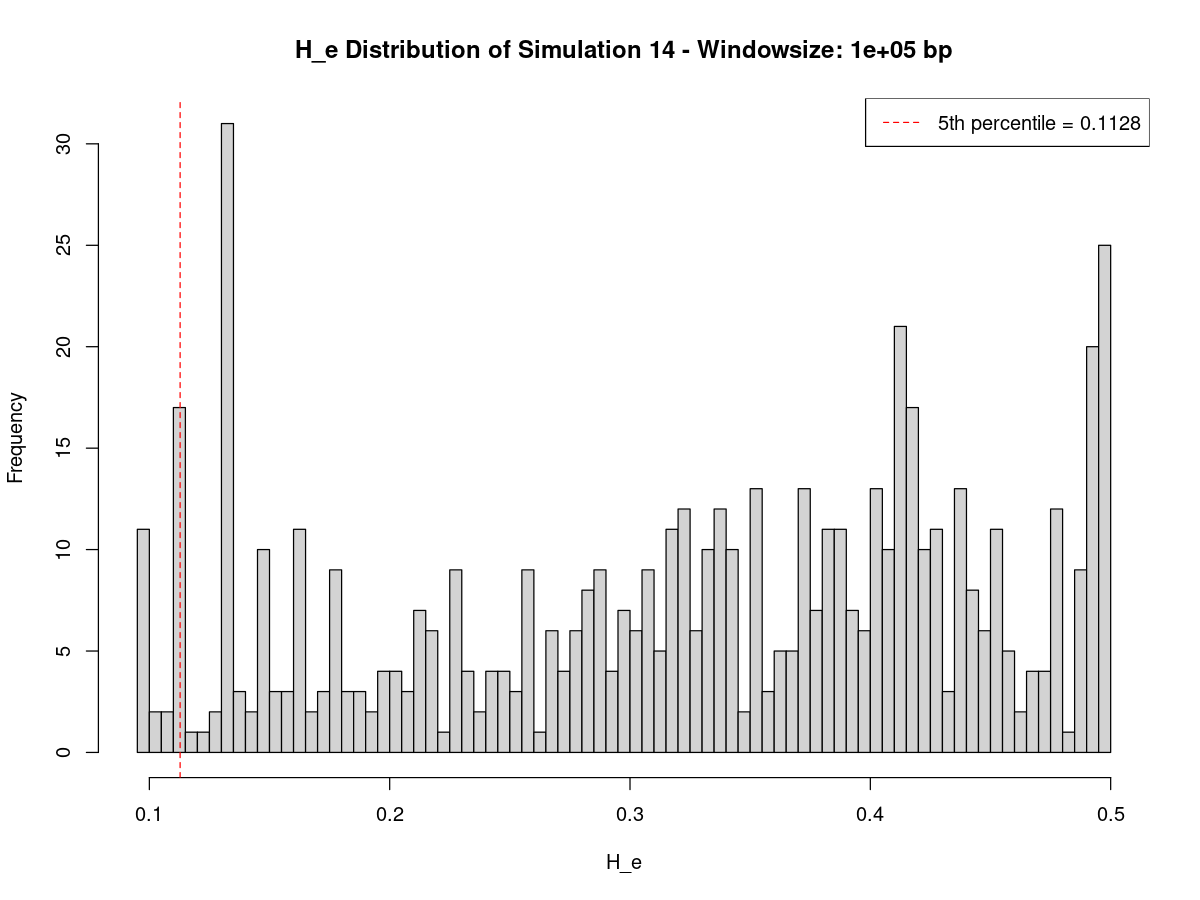 H_e Distribution of Simulation 14 - Windowsize: 1e+05 bp
5th percentile = 0.1128
Frequency
30
25
20
15
10
5
0
0.1 0.2 0.3 0.4 0.5
H_e